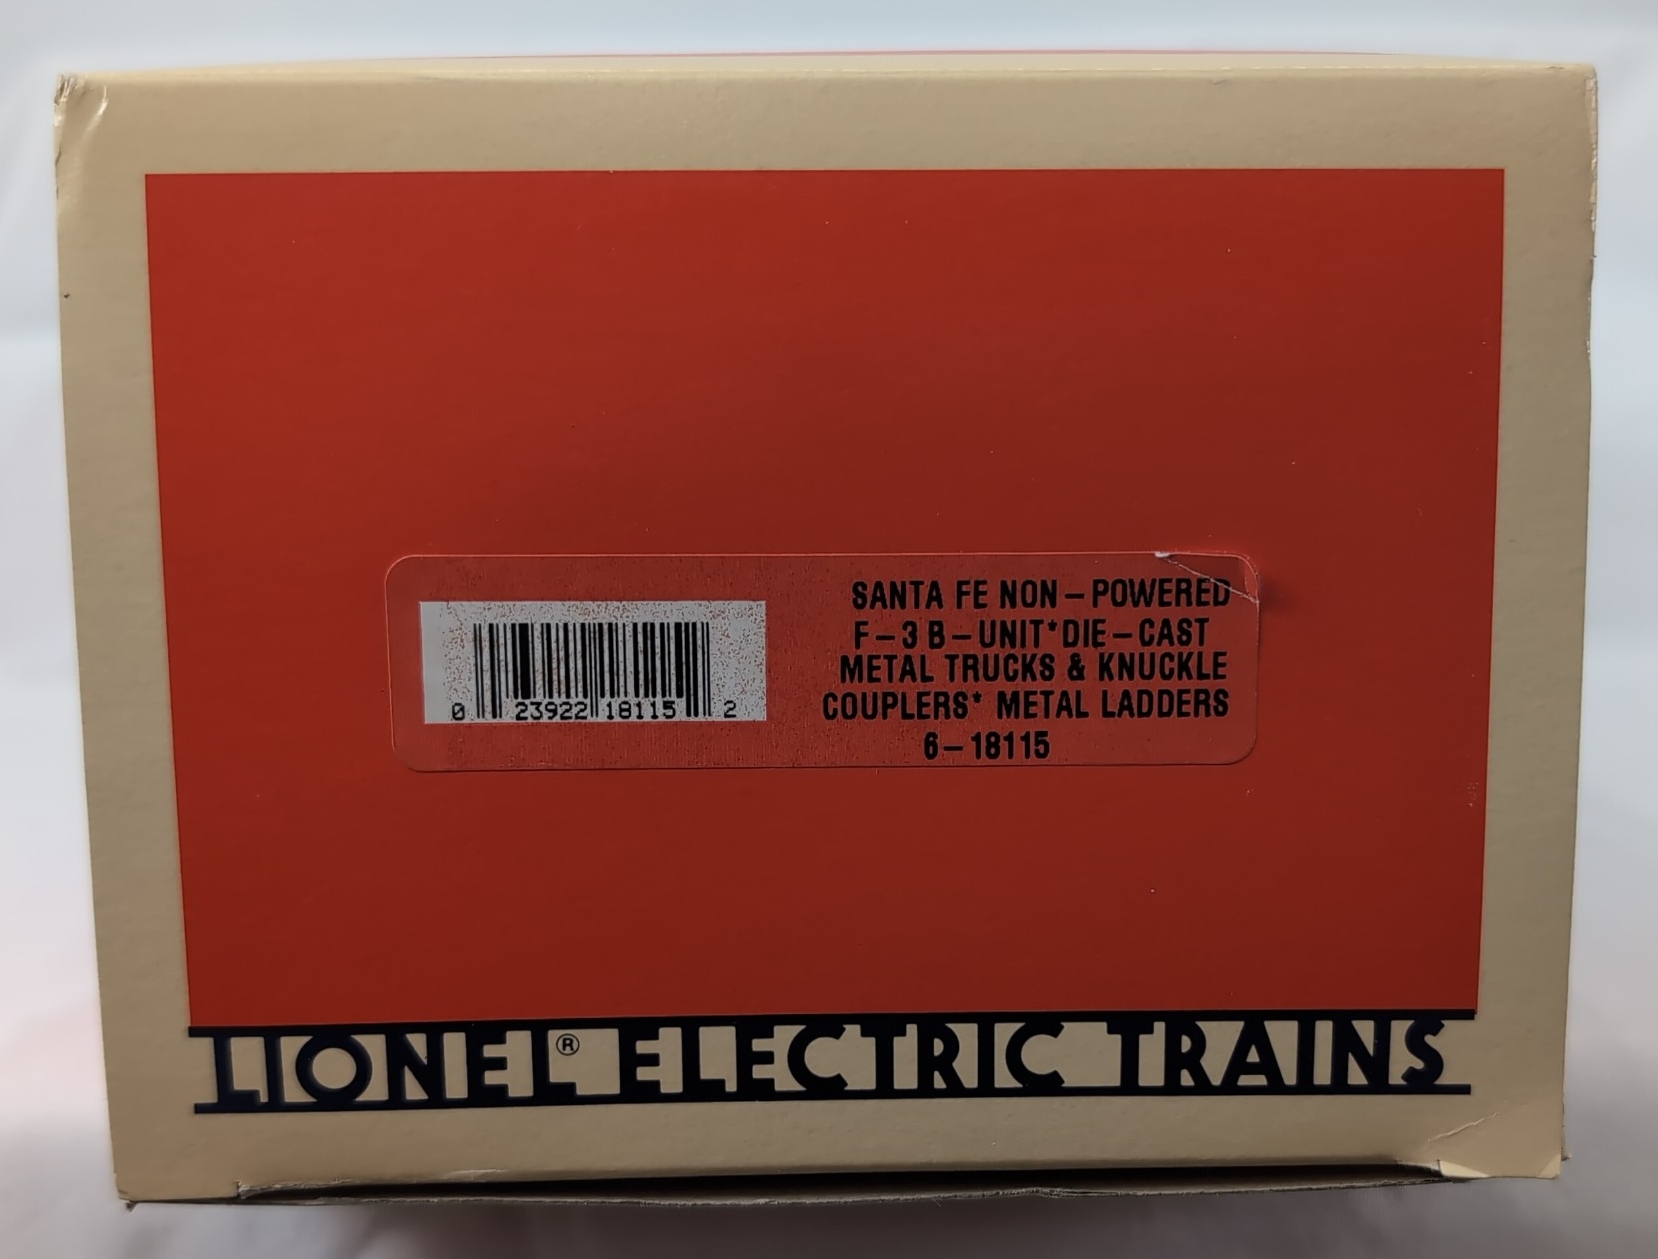 SANTA FE NON-POWERED
F-3 B-UNIT*DIE-CAST
METAL TRUCKS & KNUCKLE
COUPLERS* METAL LADDERS
6-18115
0 23922 18115 2
LIONEL® ELECTRIC TRAINS